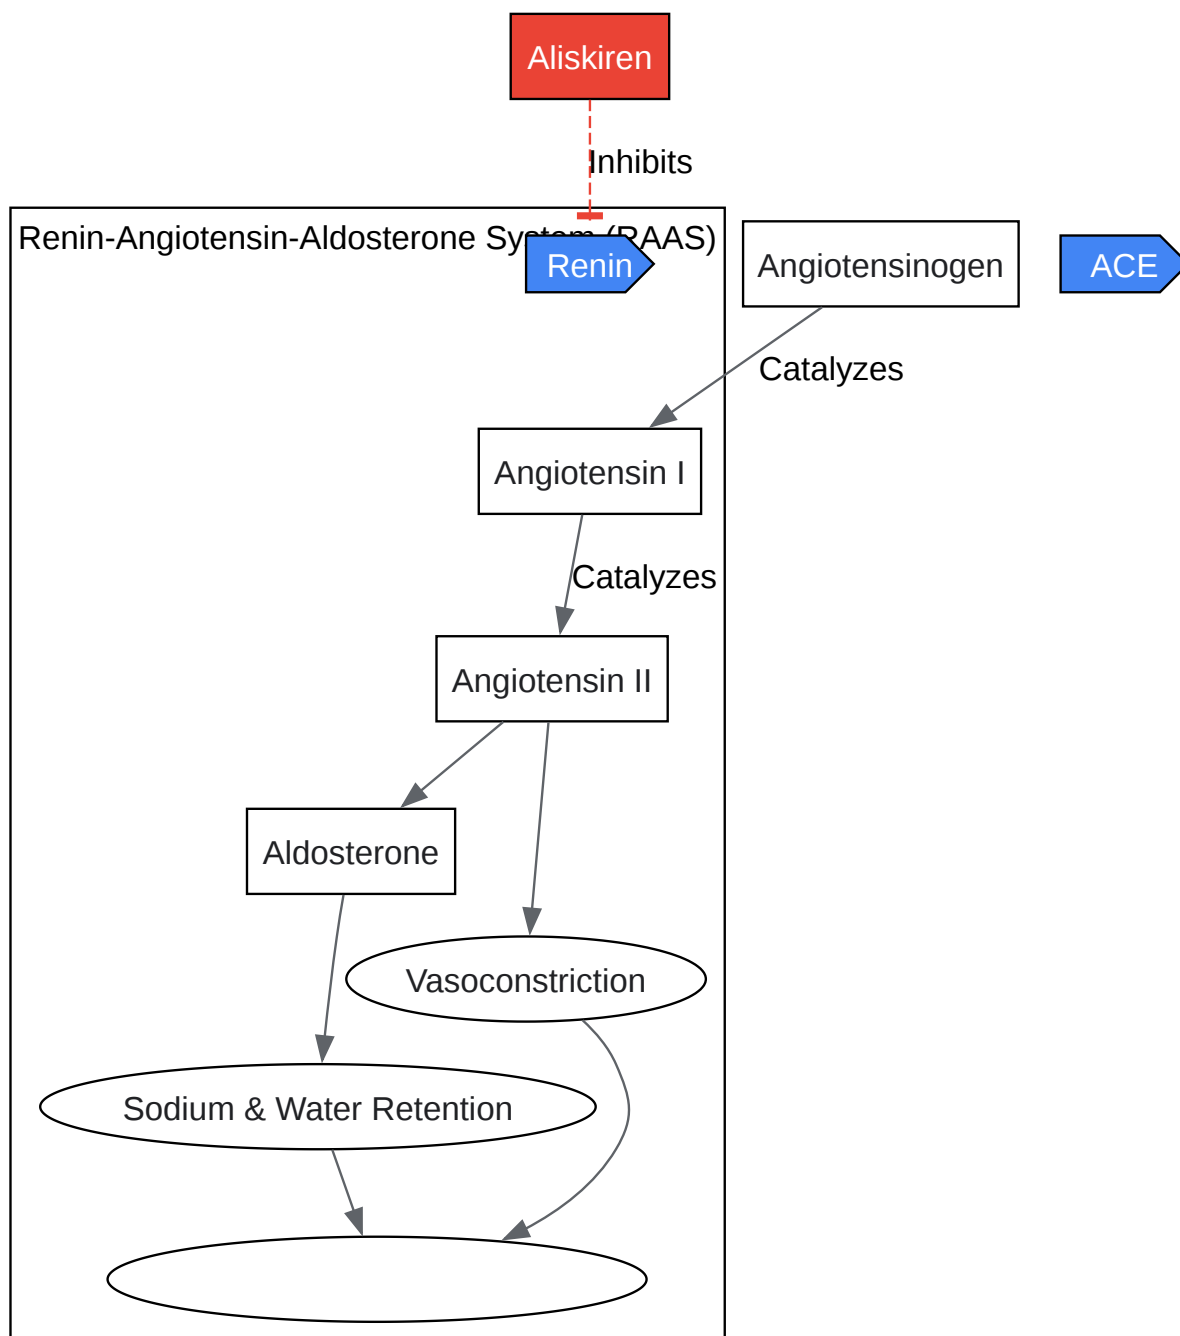 Aliskiren
Inhibits
Renin-Angiotensin-Aldosterone System (RAAS)
Renin
Angiotensinogen
ACE
Catalyzes
Angiotensin I
Catalyzes
Angiotensin II
Aldosterone
Vasoconstriction
Sodium & Water Retention